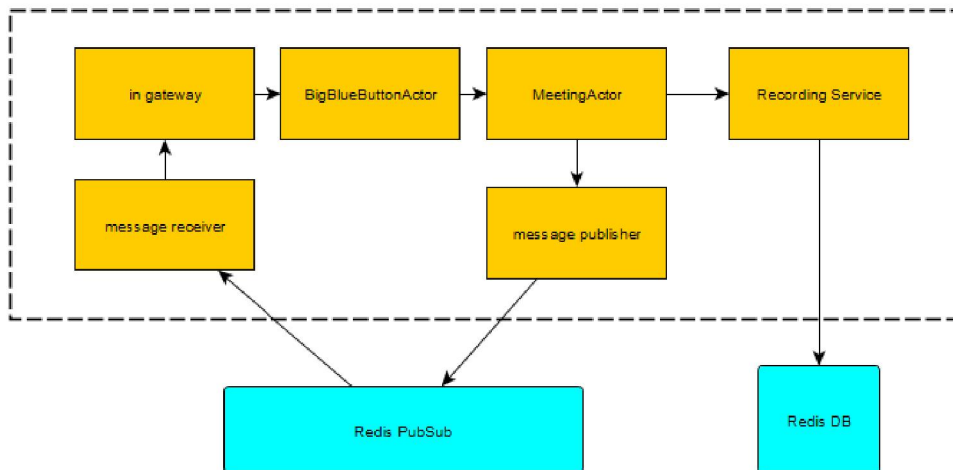 in gateway
BigBlueButtonActor
MeetingActor
Recording Service
message receiver
message publisher
Redis PubSub
Redis DB